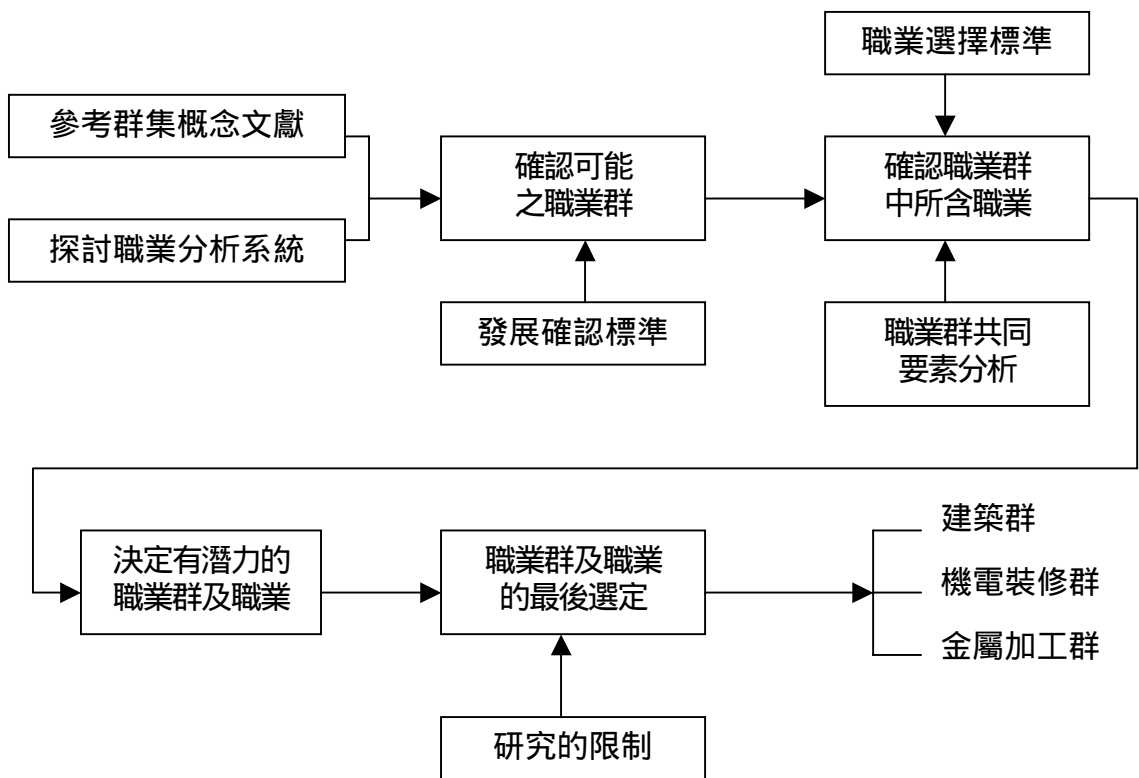 職業選擇標準
參考群集概念文獻
確認可能
之職業群
確認職業群
中所含職業
探討職業分析系統
發展確認標準
職業群共同
要素分析
決定有潛力的
職業群及職業
職業群及職業
的最後選定
建築群
機電裝修群
金屬加工群
研究的限制